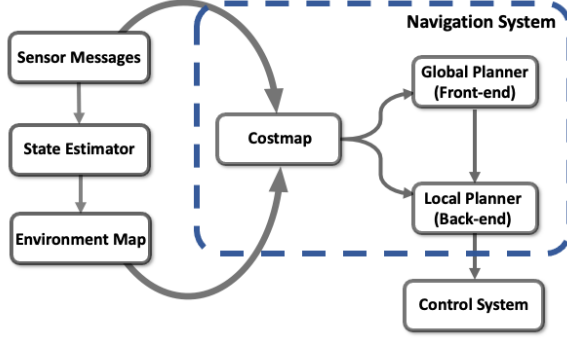 Navigation System
Sensor Messages
State Estimator
Environment Map
Costmap
Global Planner
(Front-end)
Local Planner
(Back-end)
Control System